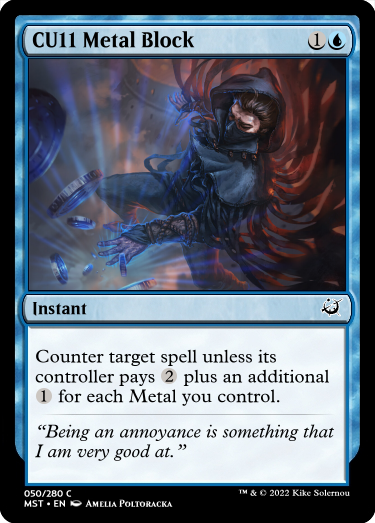 CU11 Metal Block 1
Instant
Counter target spell unless its
controller pays 2 plus an additional
1 for each Metal you control.
“Being an annoyance is something that
I am very good at.”
050/280 C
MST • EN Amelia Poltoracka
™ & © 2022 Kike Solernou